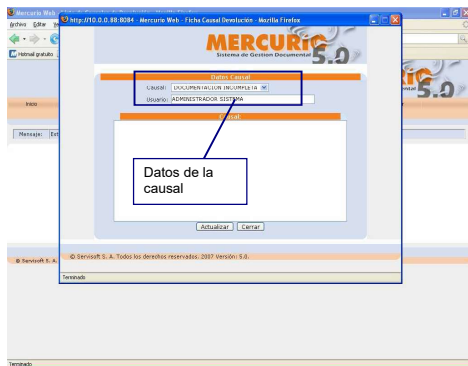 http://10.0.0.88:8084 - Mercurio Web - Ficha Causal Devolución - Mozilla Firefox
Mercurio Web
Archivo Editar
Hotmail gratuito
MERCURIO
Sistema de Gestion Documental
5.0
Datos Causal
Causal: DOCUMENTACION INCOMPLETA
Usuario: ADMINISTRADOR SISTEMA
Causal:
Inicio
Mensaje:
Datos de la
causal
Actualizar Cerrar
© Servisoft S. A. Todos los derechos reservados. 2007 Versión: 5.0.
© Servisoft S. A.
Terminado
Terminado